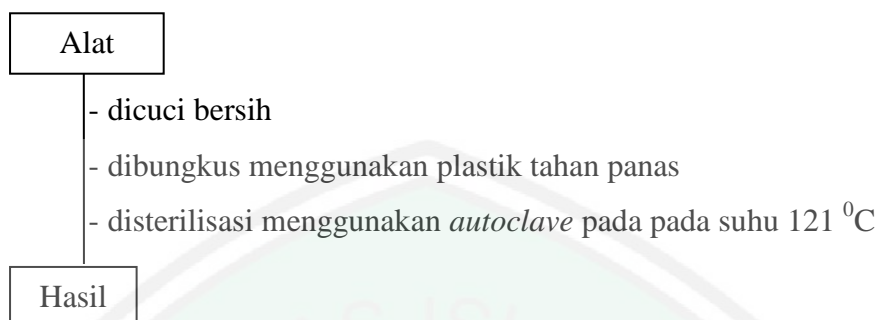 Alat
- dicuci bersih
- dibungkus menggunakan plastik tahan panas
- disterilisasi menggunakan autoclave pada pada suhu 121 ⁰C
Hasil